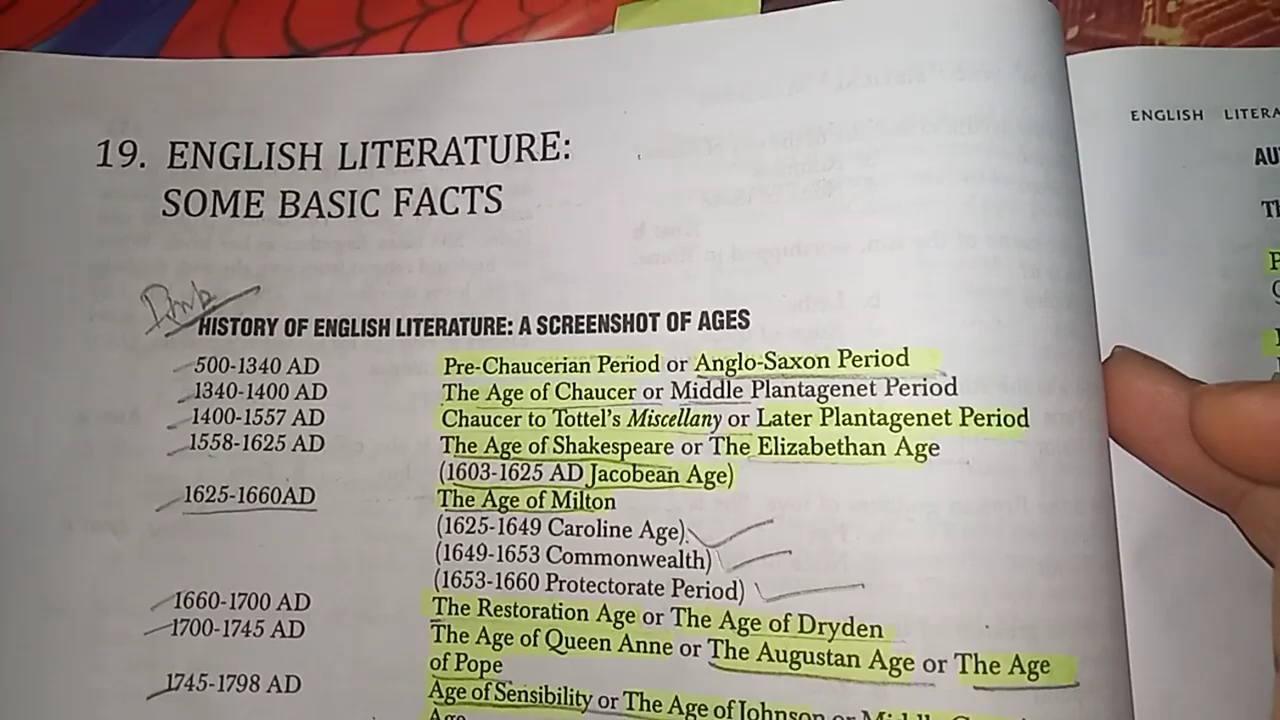 19. ENGLISH LITERATURE:
SOME BASIC FACTS
HISTORY OF ENGLISH LITERATURE: A SCREENSHOT OF AGES
500-1340 AD Pre-Chaucerian Period or Anglo-Saxon Period
1340-1400 AD The Age of Chaucer or Middle Plantagenet Period
1400-1557 AD Chaucer to Tottel's Miscellany or Later Plantagenet Period
1558-1625 AD The Age of Shakespeare or The Elizabethan Age
(1603-1625 AD Jacobean Age)
1625-1660AD The Age of Milton
(1625-1649 Caroline Age).
(1649-1653 Commonwealth)
(1653-1660 Protectorate Period)
1660-1700 AD The Restoration Age or The Age of Dryden
1700-1745 AD The Age of Queen Anne or The Augustan Age or The Age
of Pope
1745-1798 AD Age of Sensibility or The Age of Johnson or
Age
ENGLISH